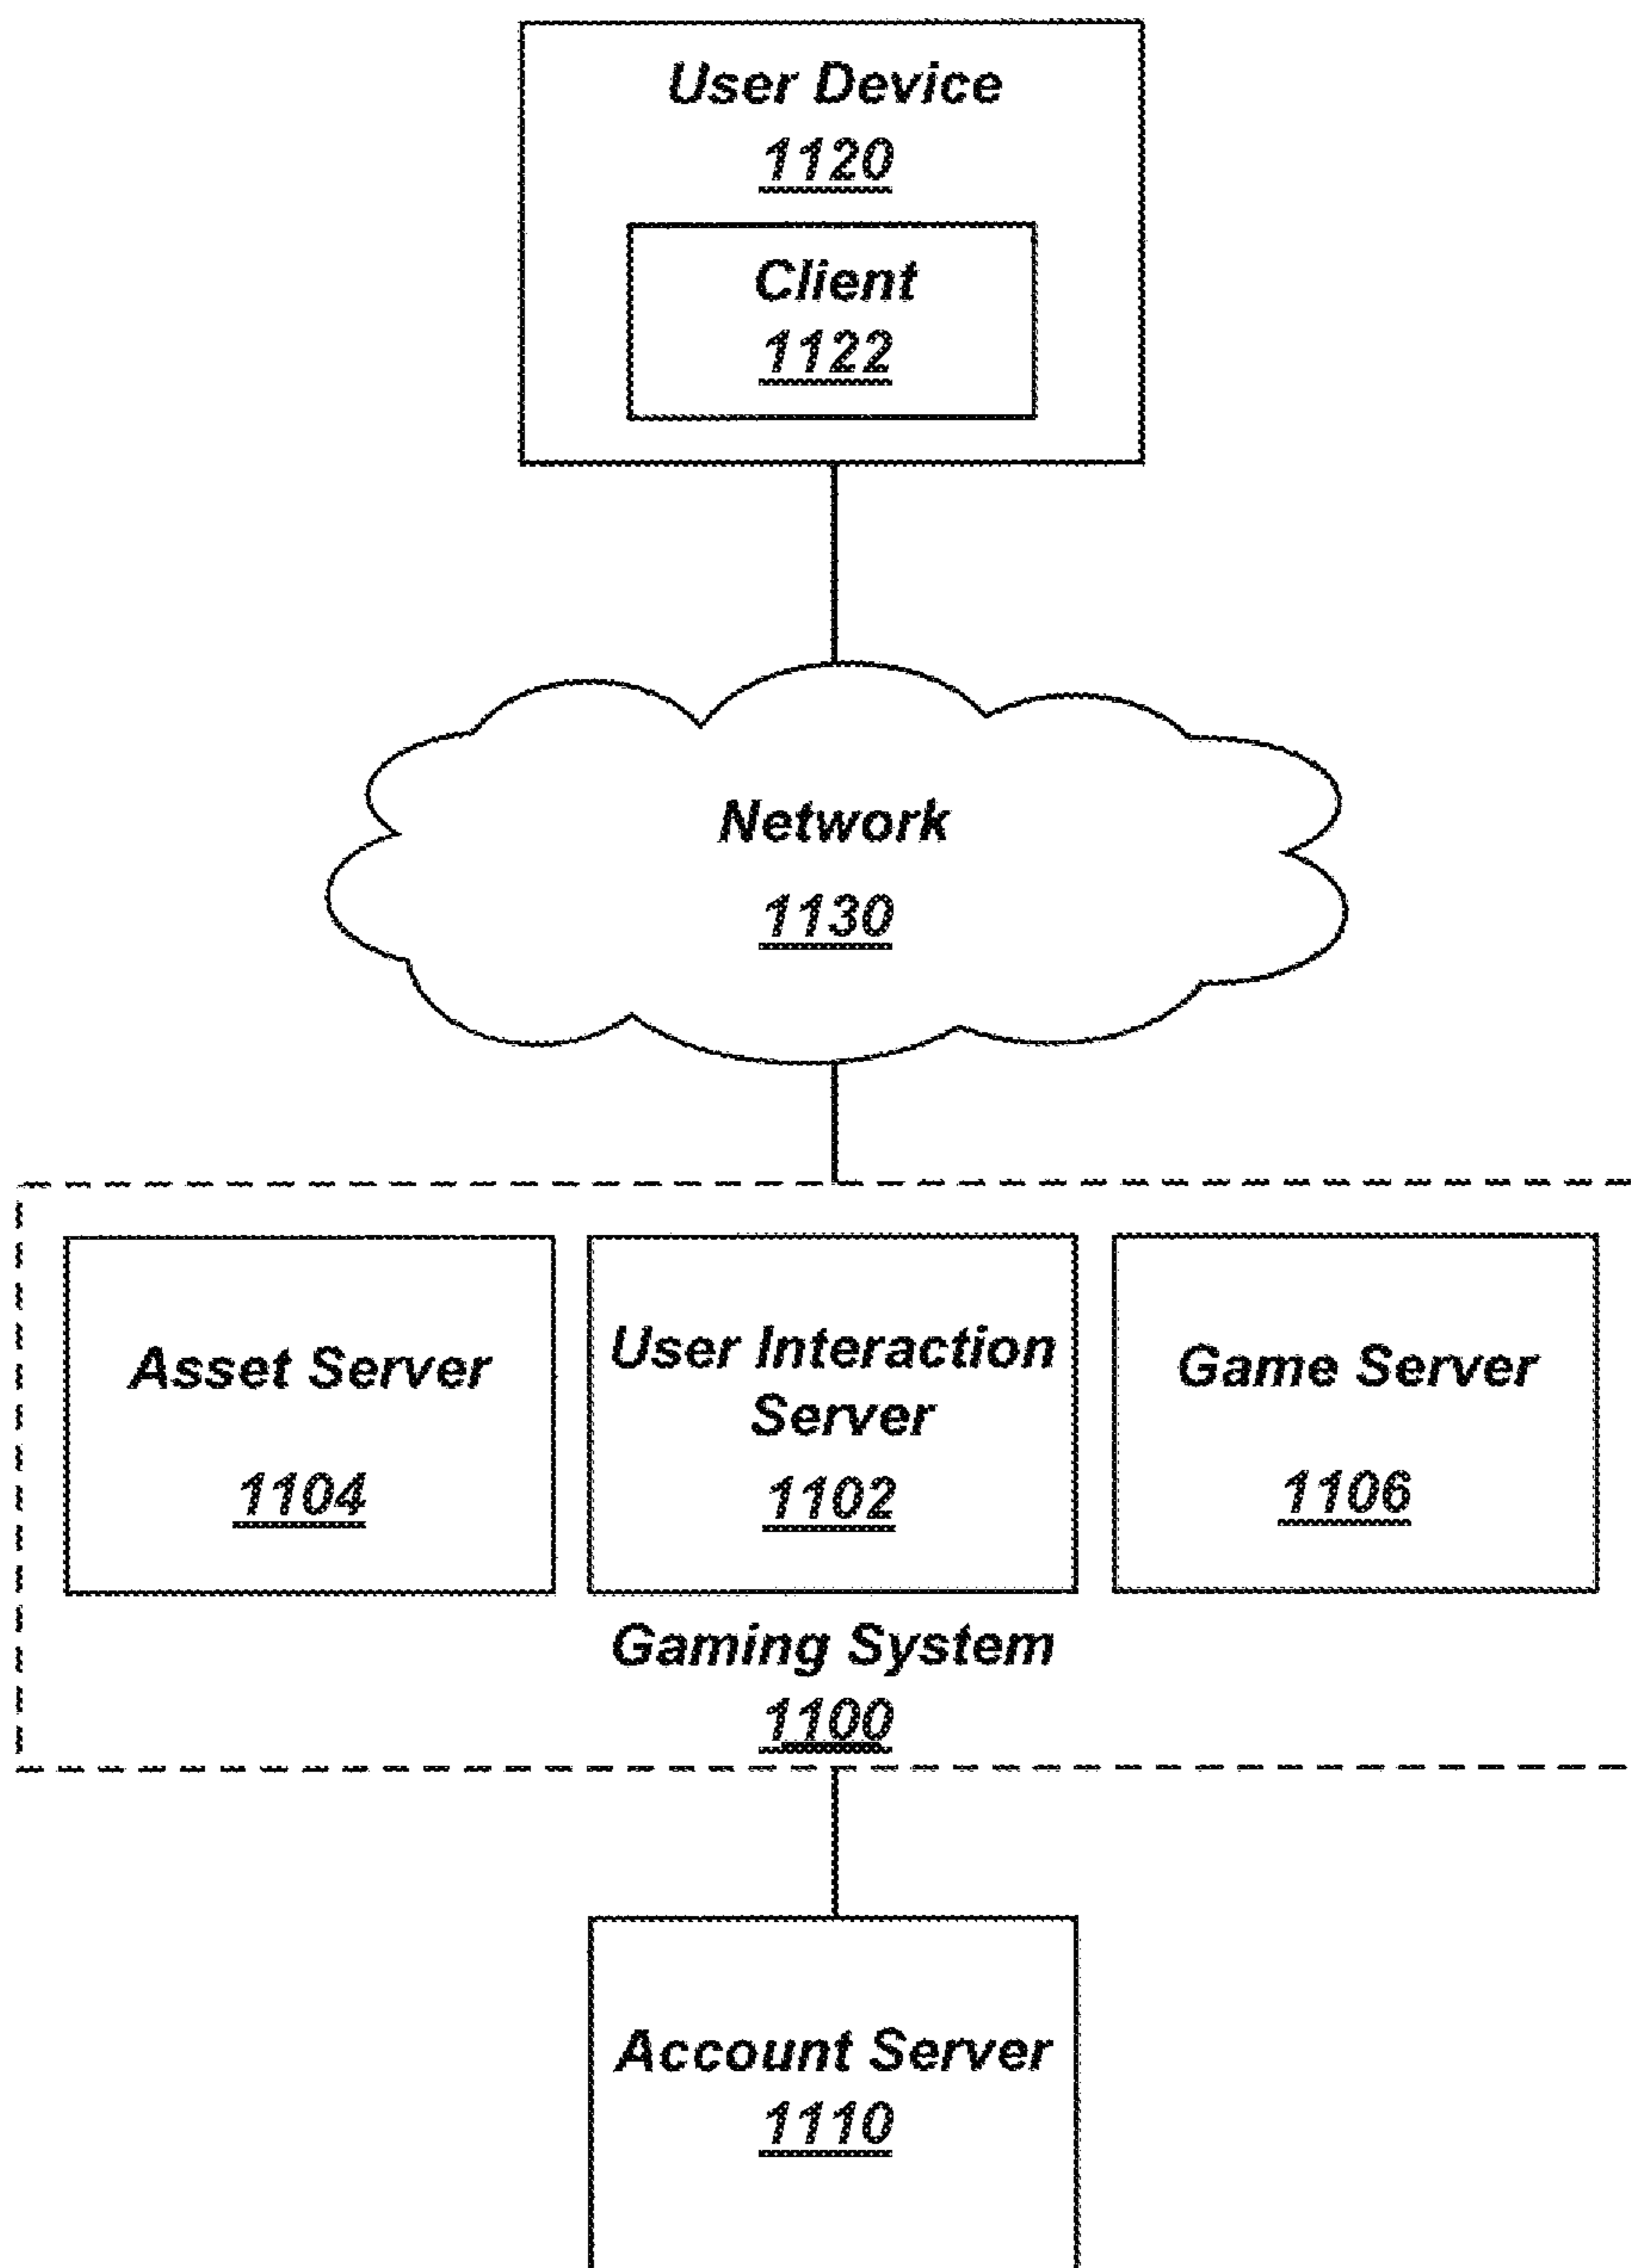 User Device
1120
Client
1122
Network
1130
Asset Server
1104
User Interaction
Server
1102
Game Server
1106
Gaming System
1100
Account Server
1110